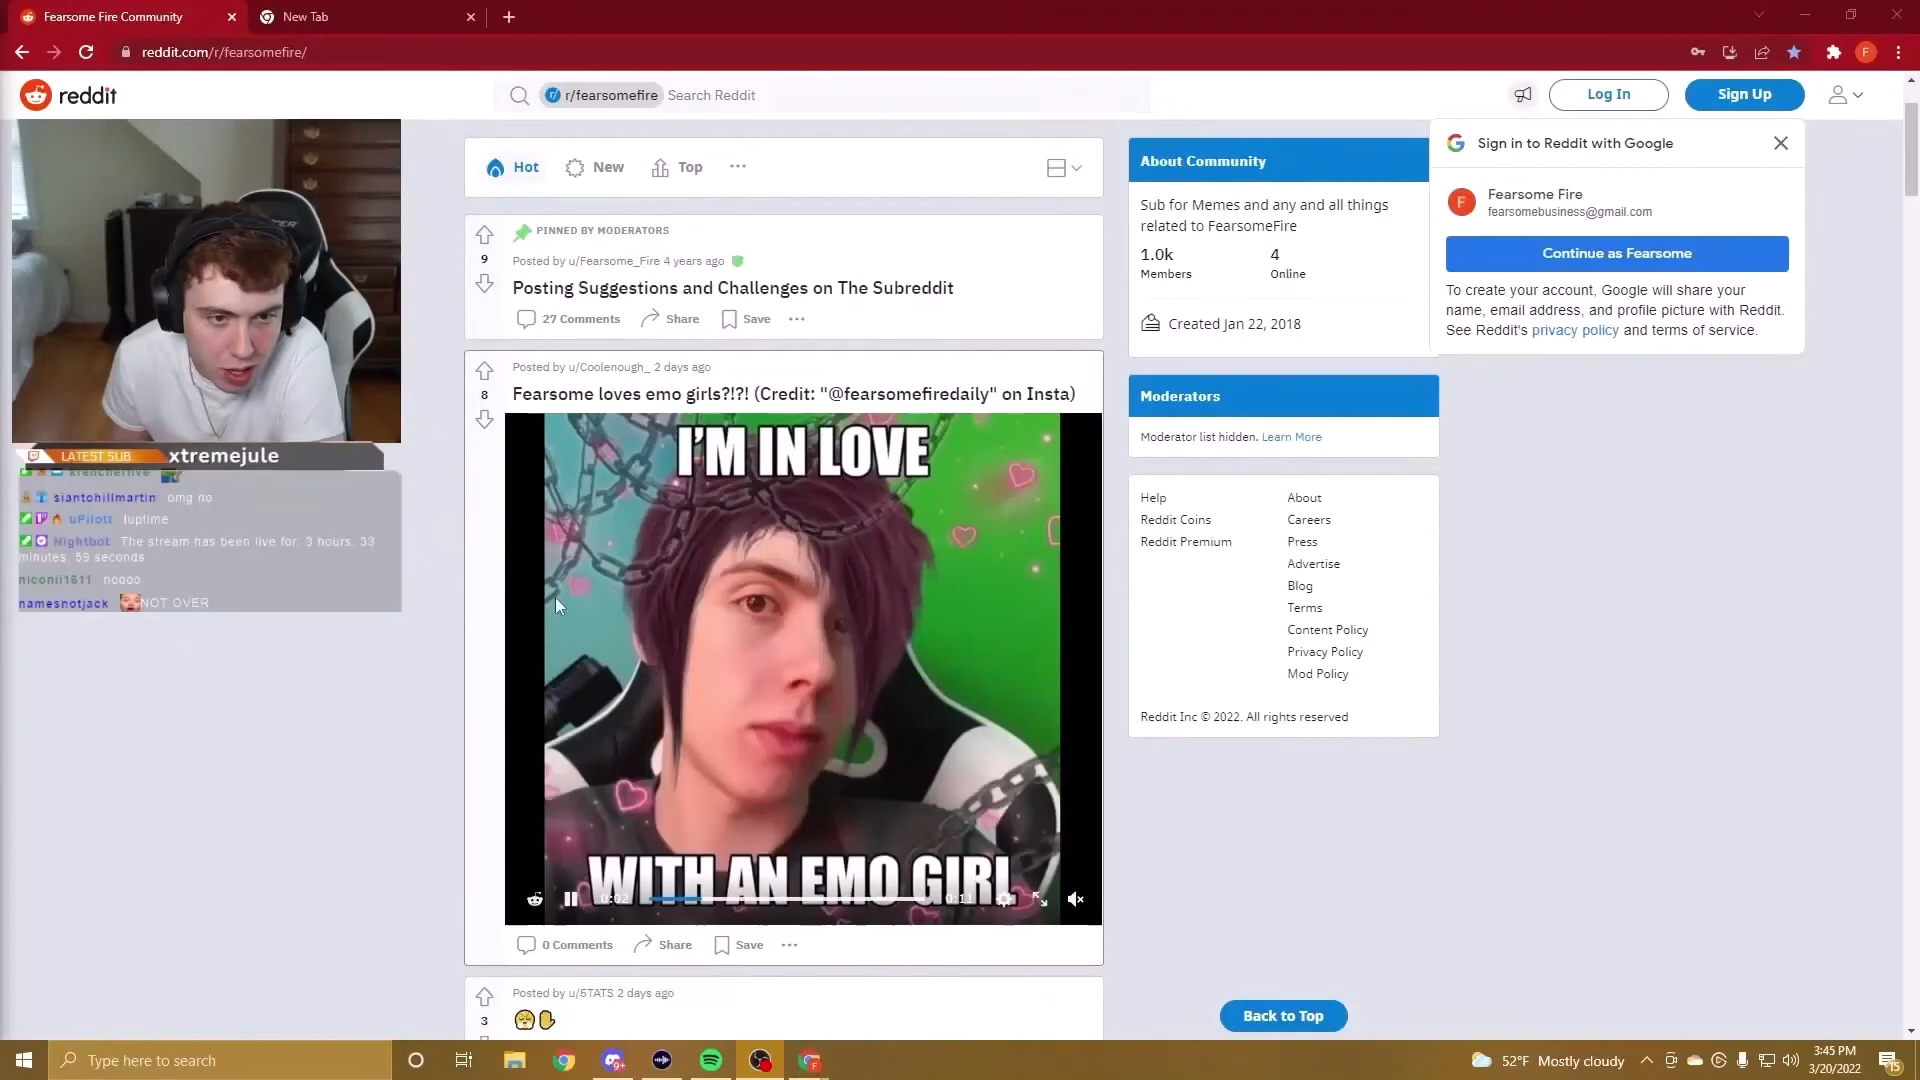 Fearsome Fire Community
New Tab
reddit.com/r/fearsomefire/
F
reddit
r/fearsomefire
Search Reddit
Log In
Sign Up
Hot
New
Top
PINNED BY MODERATORS
9
Posted by u/Fearsome_Fire 4 years ago
Posting Suggestions and Challenges on The Subreddit
27 Comments
Share
Save
8
Posted by u/Coolenough_ 2 days ago
Fearsome loves emo girls?!?! (Credit: "@fearsomefiredaily" on Insta)
I'M IN LOVE
WITH AN EMO GIRL
0:02
0:11
0 Comments
Share
Save
Posted by u/5TATS 2 days ago
3
About Community
Sub for Memes and any and all things
related to FearsomeFire
1.0k
Members
4
Online
Created Jan 22, 2018
Moderators
Moderator list hidden. Learn More
Help
Reddit Coins
Reddit Premium
About
Careers
Press
Advertise
Blog
Terms
Content Policy
Privacy Policy
Mod Policy
Reddit Inc © 2022. All rights reserved
Back to Top
Sign in to Reddit with Google
F
Fearsome Fire
fearsomebusiness@gmail.com
Continue as Fearsome
To create your account, Google will share your
name, email address, and profile picture with Reddit.
See Reddit's privacy policy and terms of service.
LATEST SUB
xtremejule
krencherlive
siantohillmartin omg no
uPilott !uptime
Nightbot: The stream has been live for: 3 hours, 33
minutes, 59 seconds
niconii1611 noooo
namesnotjack NOT OVER
Type here to search
9+
52°F Mostly cloudy
3:45 PM
3/20/2022
15